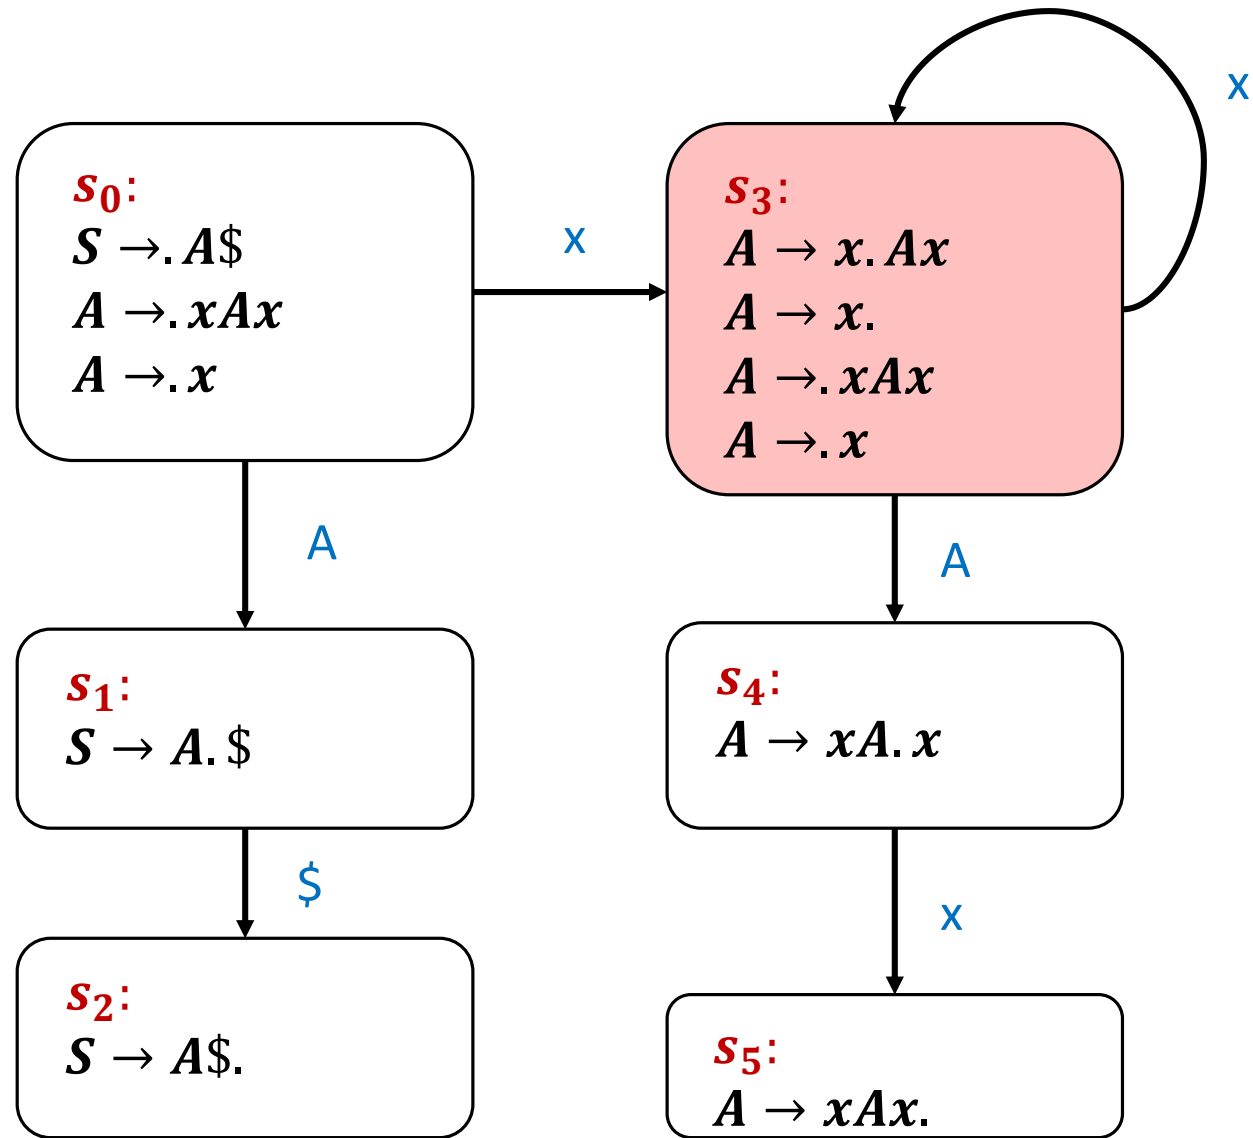 s₀:
S →. A$
A →. xAx
A →. x
x
s₃:
A → x. Ax
A → x.
A →. xAx
A →. x
x
A
A
s₁:
S → A. $
s₄:
A → xA. x
$
x
s₂:
S → A$.
s₅:
A → xAx.